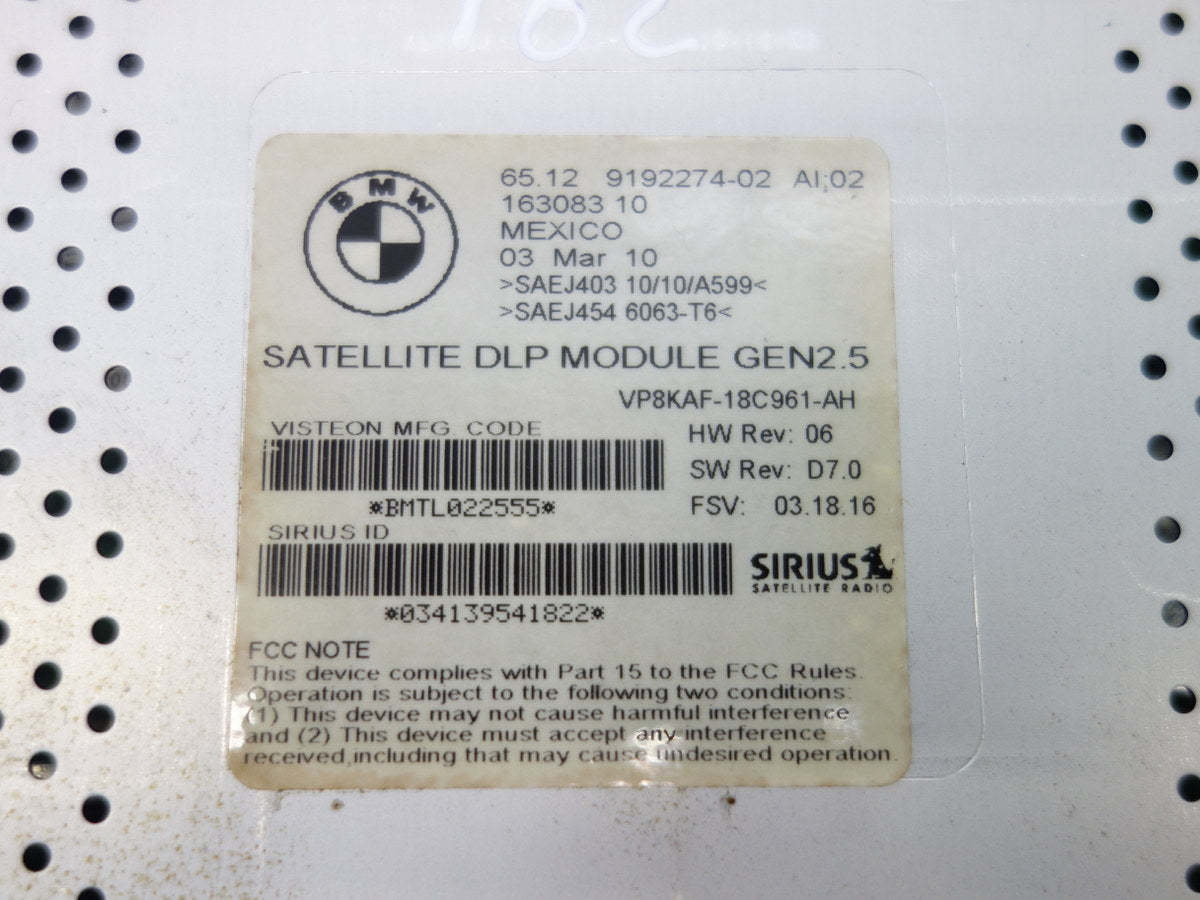 BMW
65.12 9192274-02 AI;02
163083 10
MEXICO
03 Mar 10
>SAEJ403 10/10/A599<
>SAEJ454 6063-T6<
SATELLITE DLP MODULE GEN2.5
VP8KAF-18C961-AH
VISTEON MFG. CODE
HW Rev: 06
SW Rev: D7.0
*BMTL022555*
FSV: 03.18.16
SIRIUS ID
SIRIUS
SATELLITE RADIO
*034139541822*
FCC NOTE
This device complies with Part 15 to the FCC Rules.
Operation is subject to the following two conditions:
(1) This device may not cause harmful interference
and (2) This device must accept any interference
received,including that may cause undesired operation.